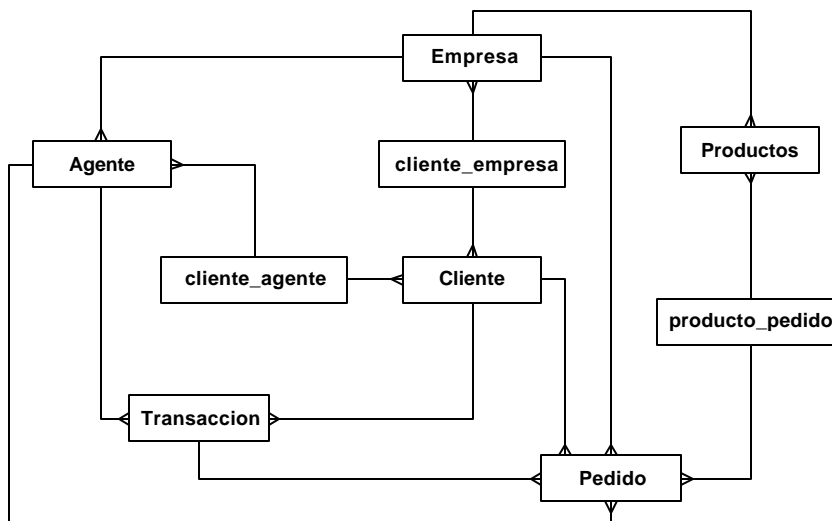 Empresa
Agente
cliente_empresa
Productos
cliente_agente
Cliente
producto_pedido
Transaccion
Pedido